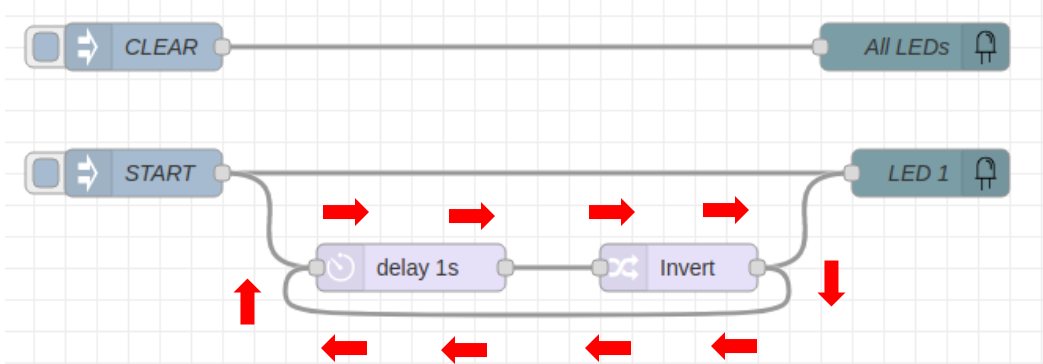 CLEAR
All LEDs
START
LED 1
delay 1s
Invert